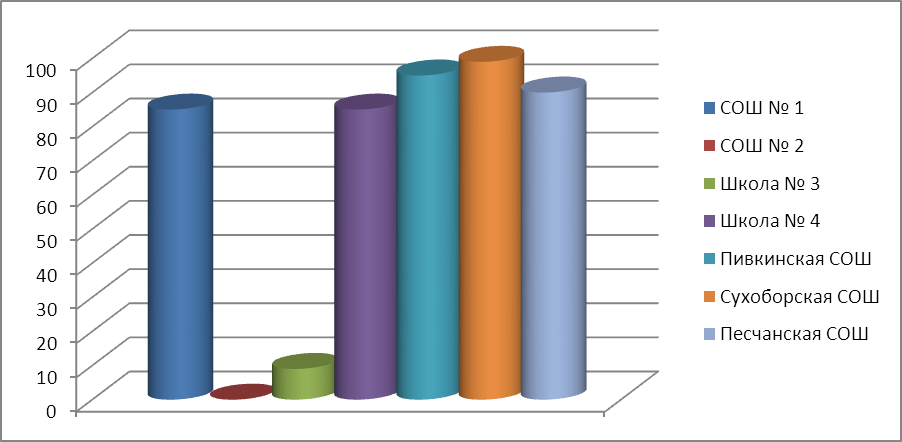 100
90
80
70
60
50
40
30
20
10
0
СОШ № 1
СОШ № 2
Школа № 3
Школа № 4
Пивкинская СОШ
Сухоборская СОШ
Песчанская СОШ